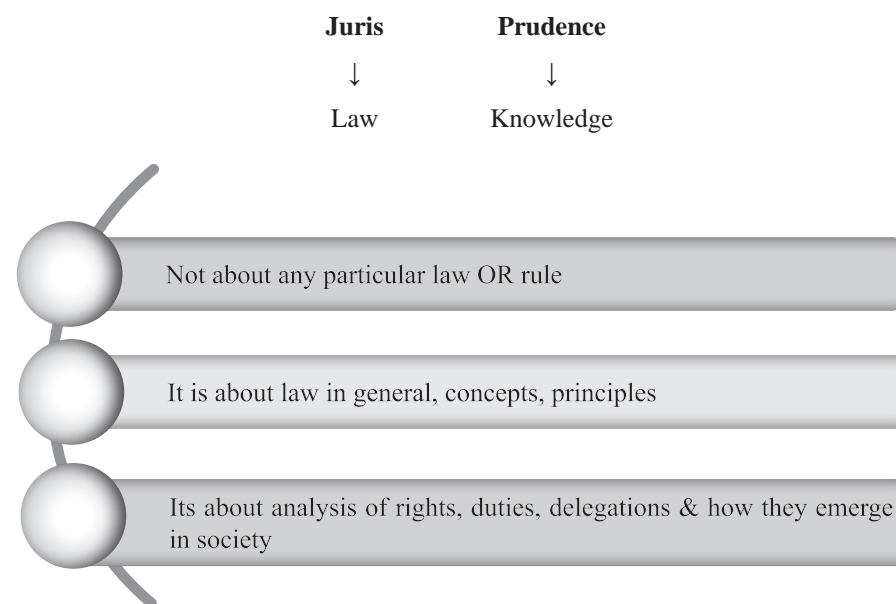 Juris Prudence
↓ ↓
Law Knowledge
Not about any particular law OR rule
It is about law in general, concepts, principles
Its about analysis of rights, duties, delegations & how they emerge
in society